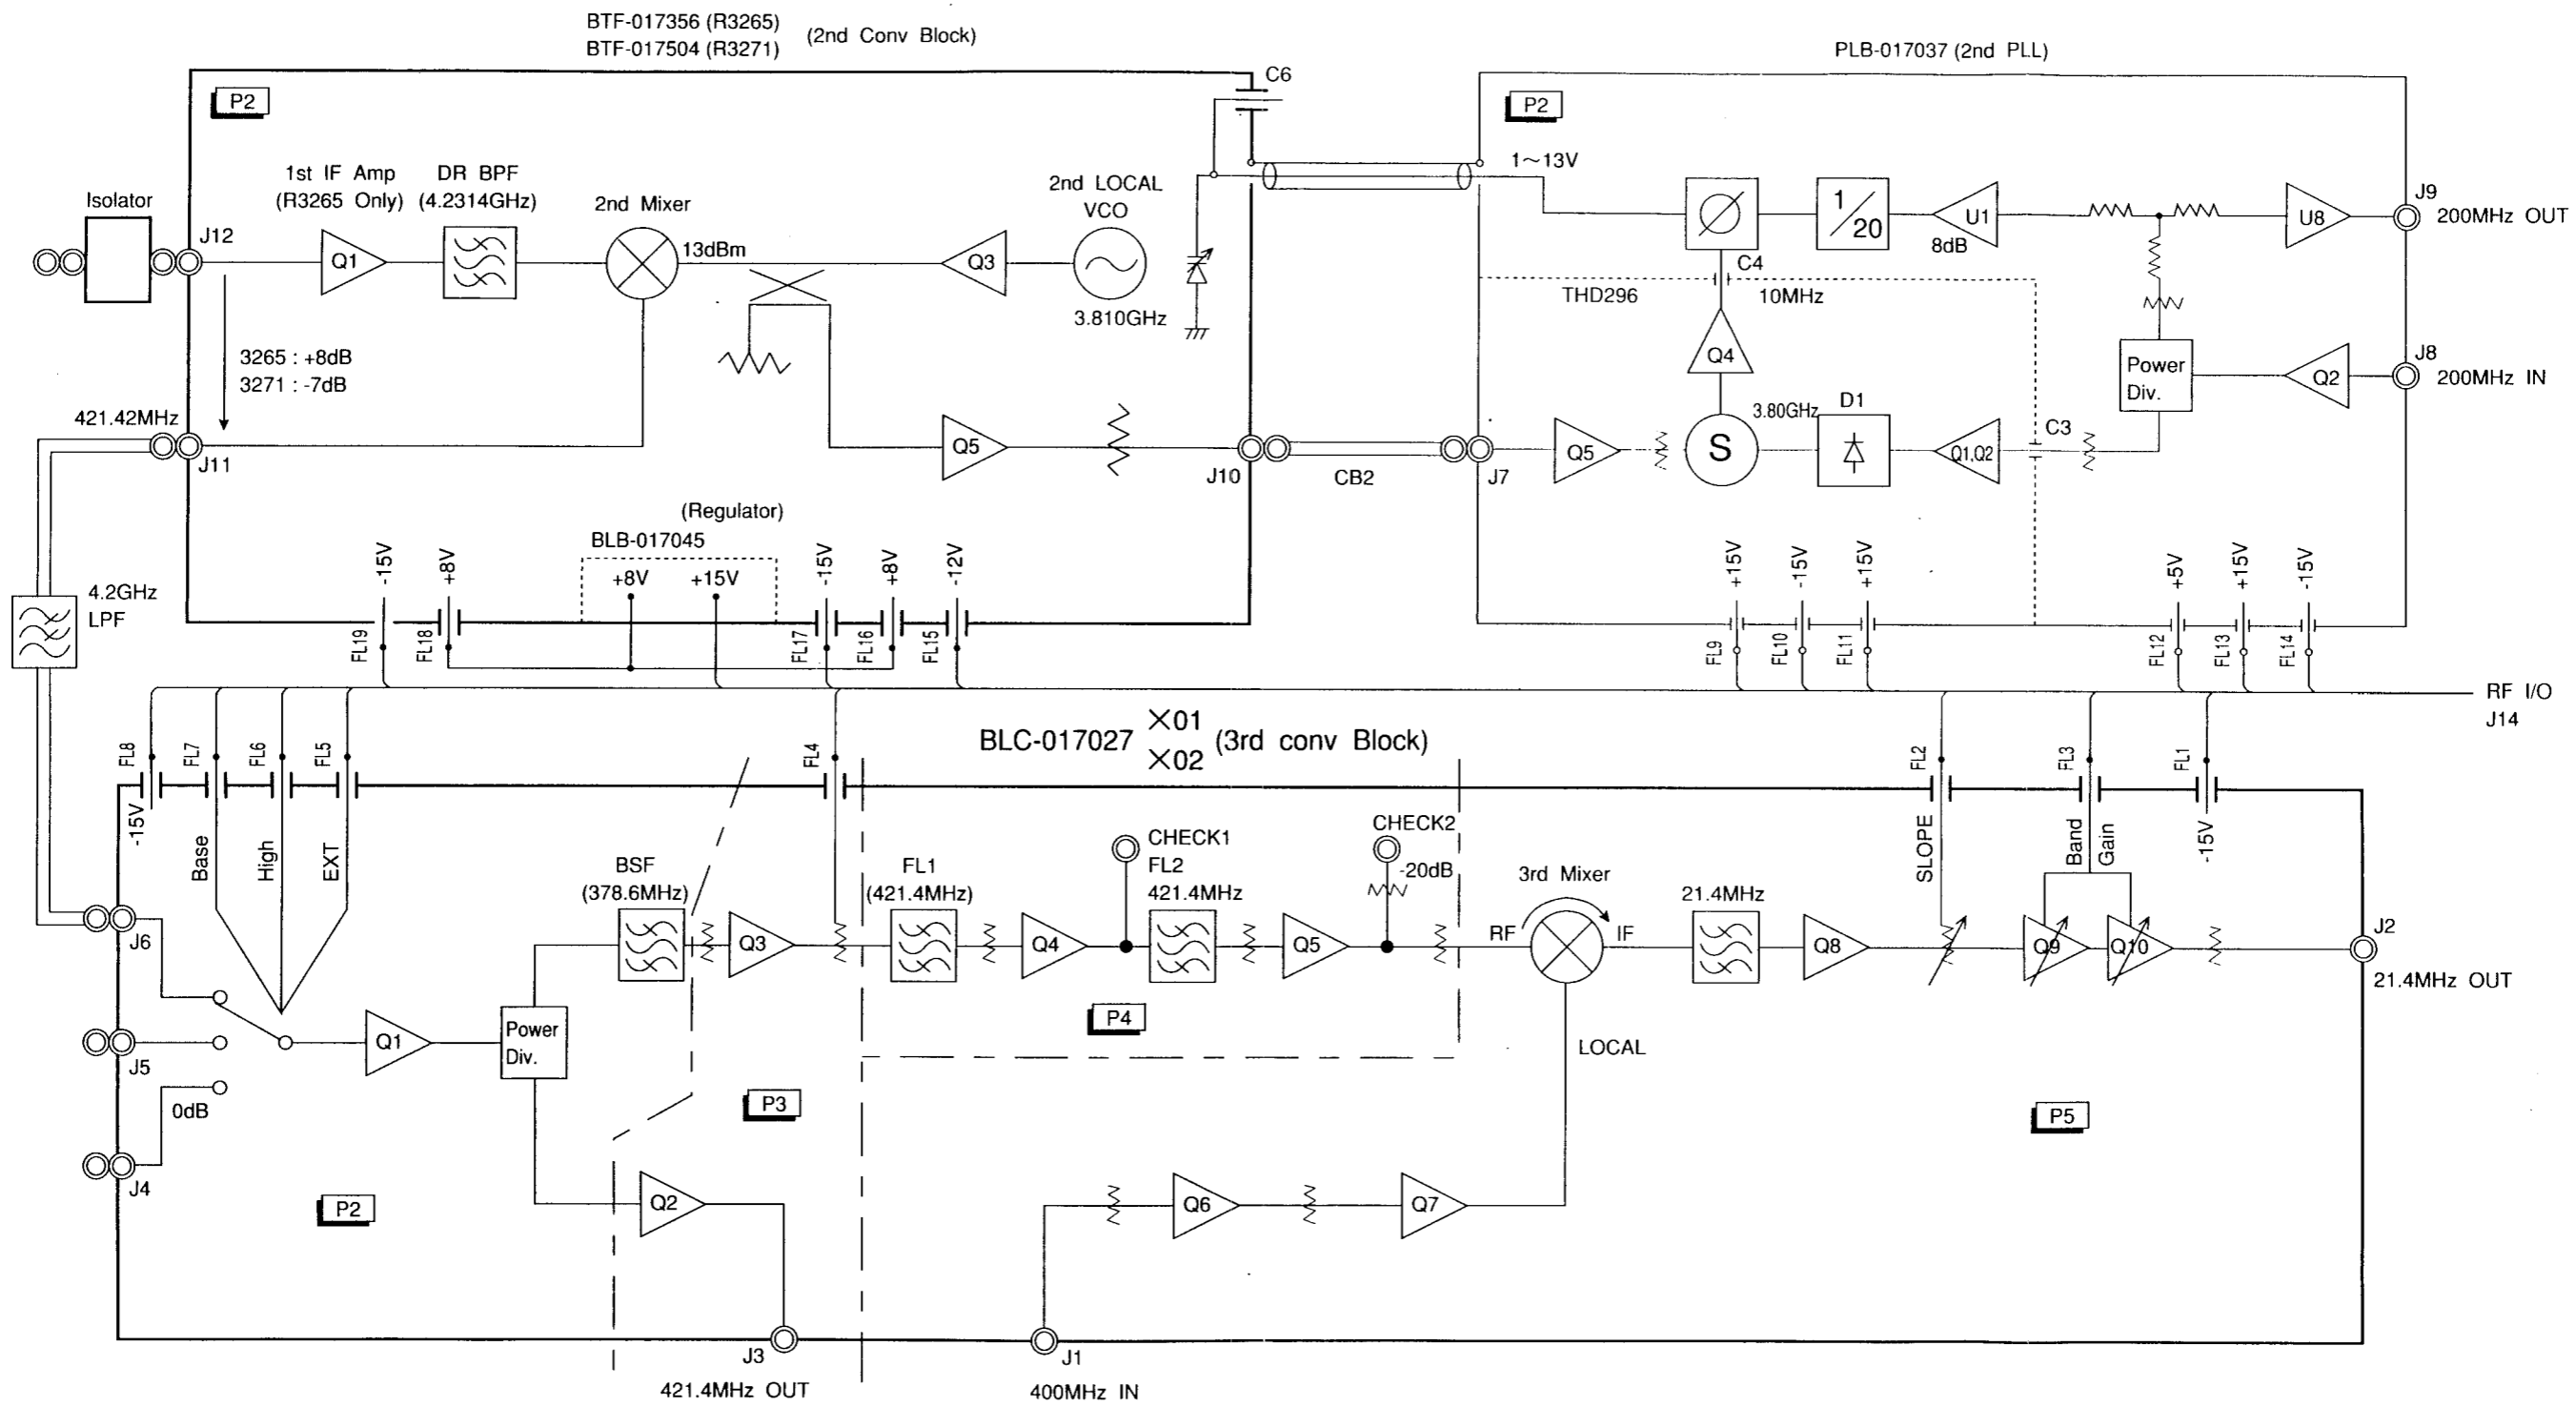 BTF-017356 (R3265)
BTF-017504 (R3271)
(2nd Conv Block)
PLB-017037 (2nd PLL)
C6
P2
P2
1~13V
1st IF Amp
(R3265 Only)
DR BPF
(4.2314GHz)
2nd Mixer
2nd LOCAL
VCO
Isolator
J12
Q1
13dBm
Q3
3.810GHz
1
20
U1
8dB
U8
J9
200MHz OUT
C4
THD296
10MHz
3265 : +8dB
3271 : -7dB
Q4
Power
Div.
Q2
J8
200MHz IN
421.42MHz
J11
Q5
J10
CB2
J7
Q5
S
3.80GHz
D1
Q1,Q2
C3
(Regulator)
BLB-017045
+8V
+15V
-15V
+8V
-15V
+8V
-12V
+15V
-15V
+15V
+5V
+15V
-15V
4.2GHz
LPF
FL19
FL18
FL17
FL16
FL15
FL9
FL10
FL11
FL12
FL13
FL14
RF I/O
J14
BLC-017027
X01
X02
(3rd conv Block)
FL8
FL7
FL6
FL5
FL4
FL2
FL3
FL1
-15V
Base
High
EXT
SLOPE
Band
Gain
-15V
BSF
(378.6MHz)
Q3
FL1
(421.4MHz)
Q4
CHECK1
FL2
421.4MHz
Q5
CHECK2
-20dB
3rd Mixer
RF
IF
21.4MHz
Q8
Q9
Q10
J2
21.4MHz OUT
J6
J5
0dB
J4
Q1
Power
Div.
P4
LOCAL
P3
P5
P2
Q2
Q6
Q7
J3
J1
421.4MHz OUT
400MHz IN